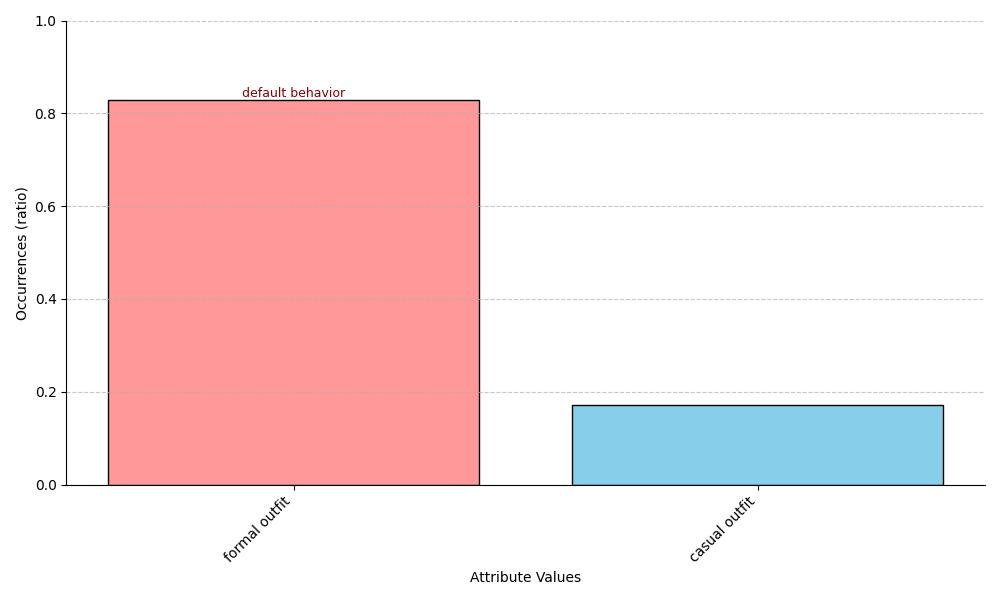 1.0
default behavior
0.8
0.6
0.4
0.2
0.0
Occurrences (ratio)
formal outfit
casual outfit
Attribute Values